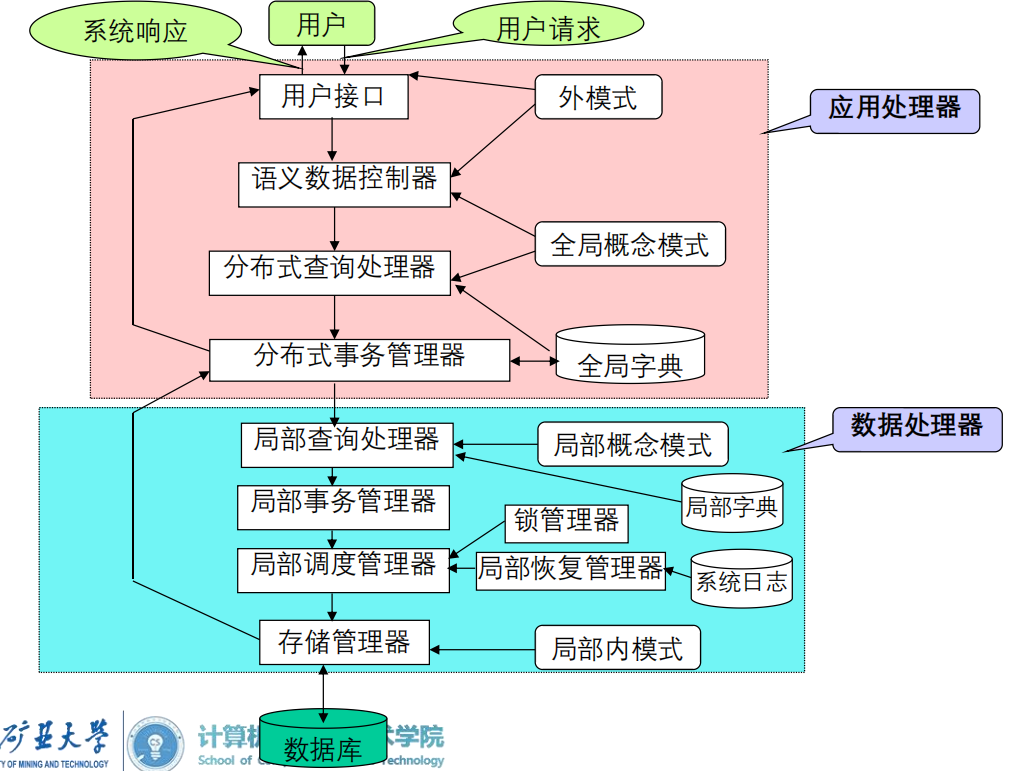 系统响应
用户
用户请求
用户接口
外模式
应用处理器
语义数据控制器
全局概念模式
分布式查询处理器
分布式事务管理器
全局字典
数据处理器
局部查询处理器
局部概念模式
局部字典
局部事务管理器
锁管理器
局部调度管理器
局部恢复管理器
系统日志
存储管理器
局部内模式
数据库
矿业大学
TY OF MINING AND TECHNOLOGY
计算机
术学院
School of
Technology